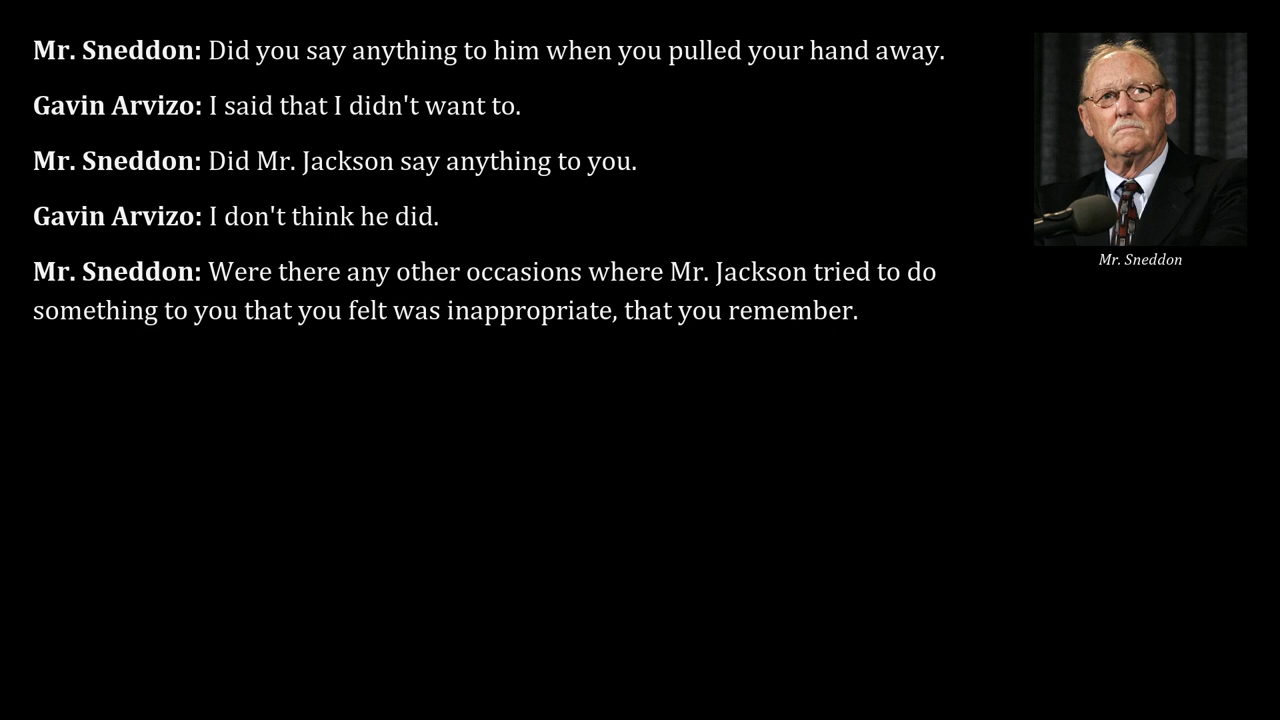 Mr. Sneddon: Did you say anything to him when you pulled your hand away.
Gavin Arvizo: I said that I didn't want to.
Mr. Sneddon: Did Mr. Jackson say anything to you.
Gavin Arvizo: I don't think he did.
Mr. Sneddon: Were there any other occasions where Mr. Jackson tried to do
something to you that you felt was inappropriate, that you remember.
Mr. Sneddon